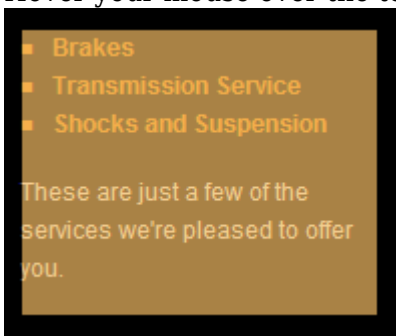 Brakes
Transmission Service
Shocks and Suspension
These are just a few of the
services we're pleased to offer
you.